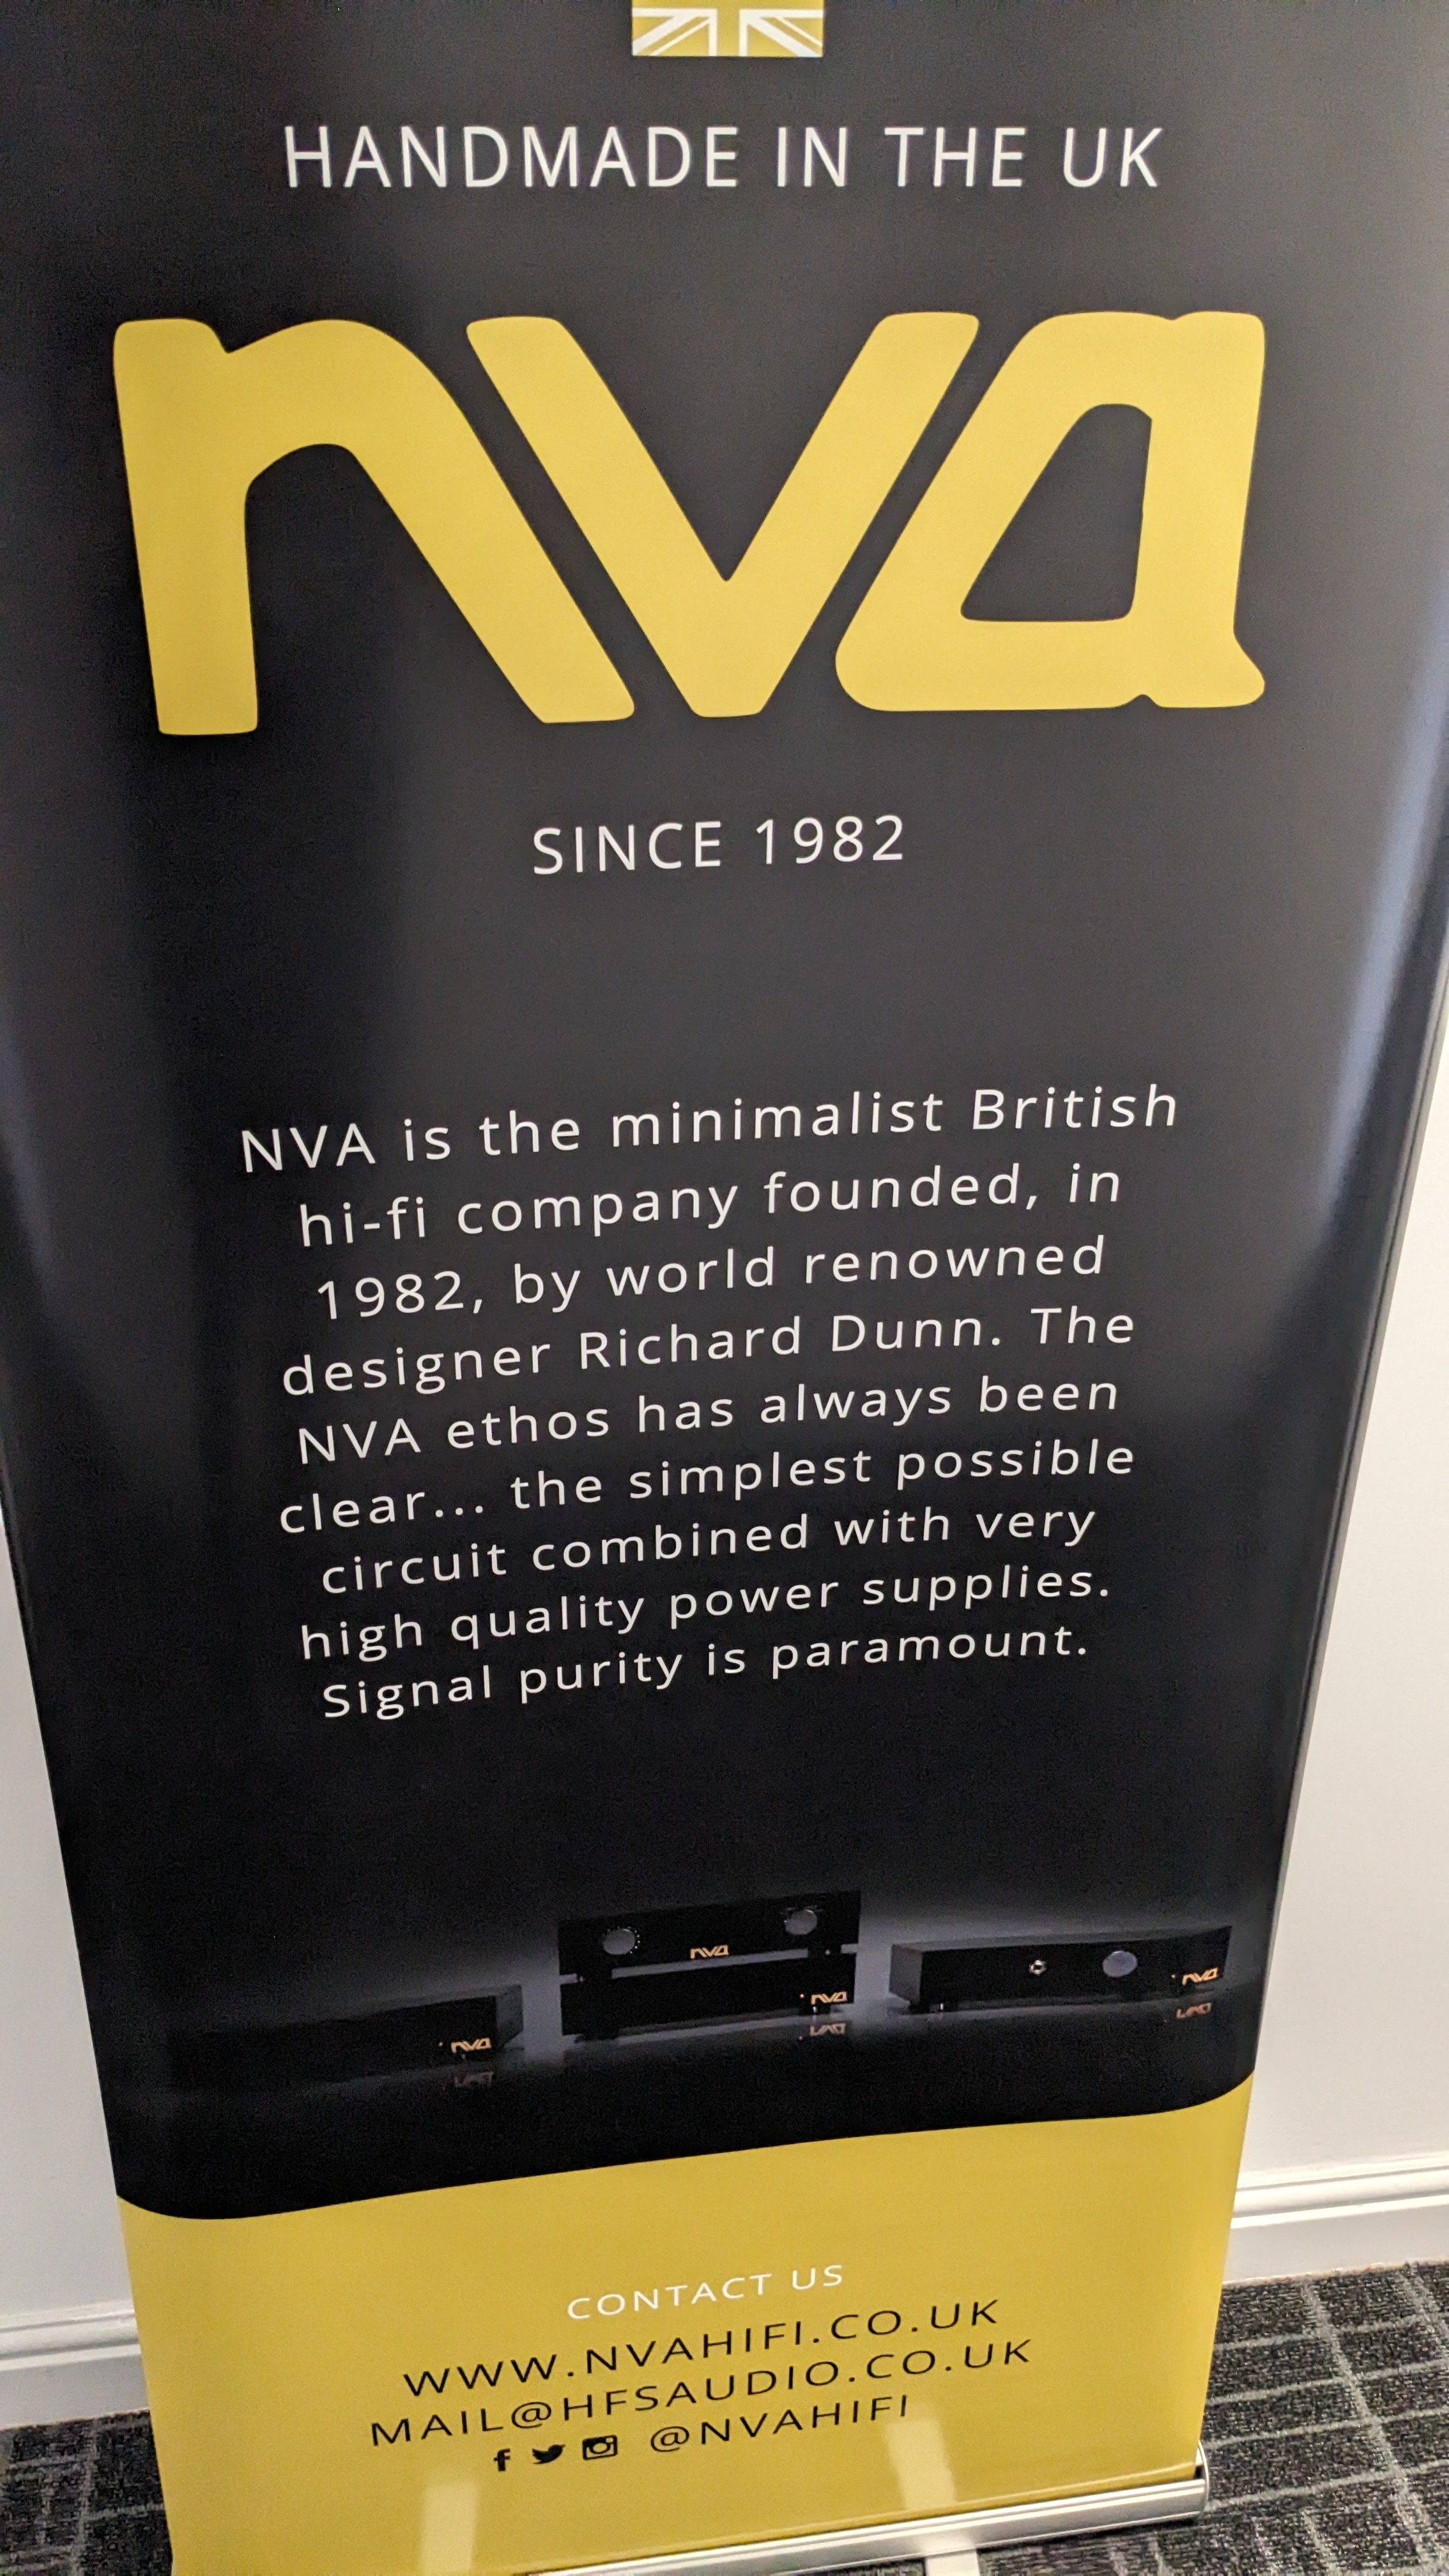 HANDMADE IN THE UK
nva
SINCE 1982
NVA is the minimalist British
hi-fi company founded, in
1982, by world renowned
designer Richard Dunn. The
NVA ethos has always been
clear... the simplest possible
circuit combined with very
high quality power supplies.
Signal purity is paramount.
nva
nva
nva
nva
CONTACT US
WWW.NVAHIFI.CO.UK
MAIL@HFSAUDIO.CO.UK
@NVAHIFI